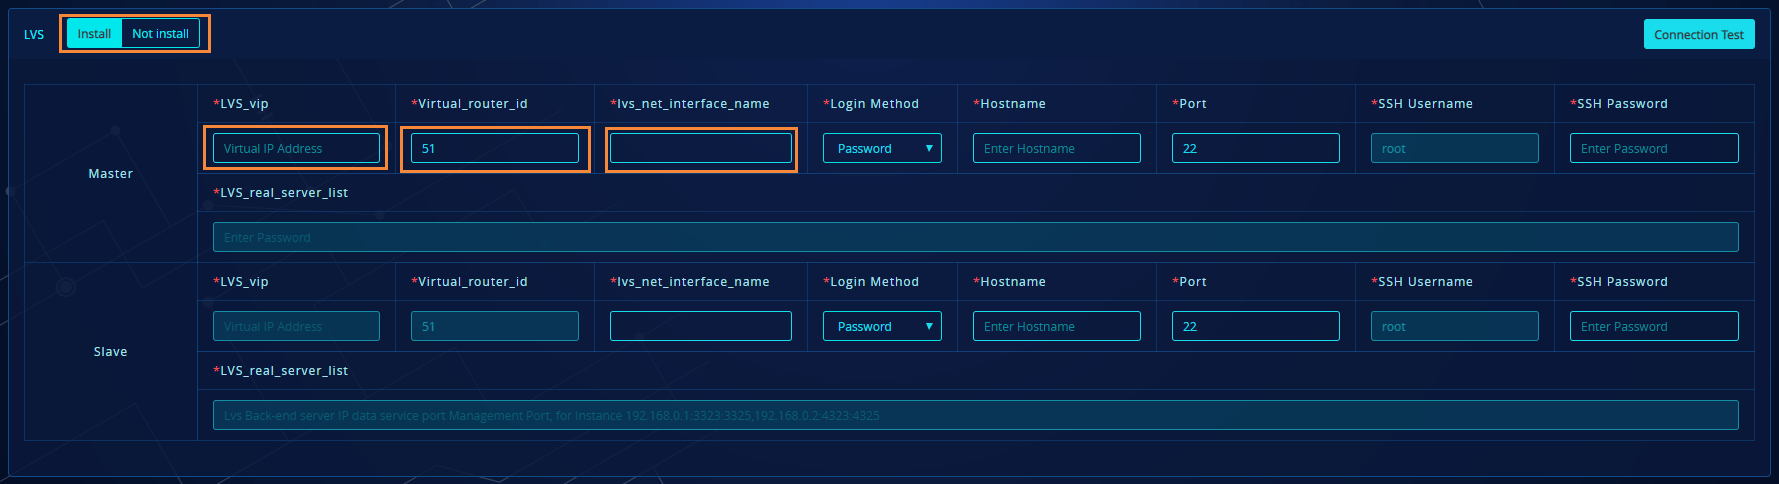 LVS Install Not install Connection Test
*LVS_vip *Virtual_router_id *lvs_net_interface_name *Login Method *Hostname *Port *SSH Username *SSH Password
Master Virtual IP Address 51 Password ▼ Enter Hostname 22 root Enter Password
*LVS_real_server_list
Enter Password
*LVS_vip *Virtual_router_id *lvs_net_interface_name *Login Method *Hostname *Port *SSH Username *SSH Password
Slave Virtual IP Address 51 Password ▼ Enter Hostname 22 root Enter Password
*LVS_real_server_list
Lvs Back-end server IP data service port Management Port, for Instance 192.168.0.1:3323:3325,192.168.0.2:4323:4325